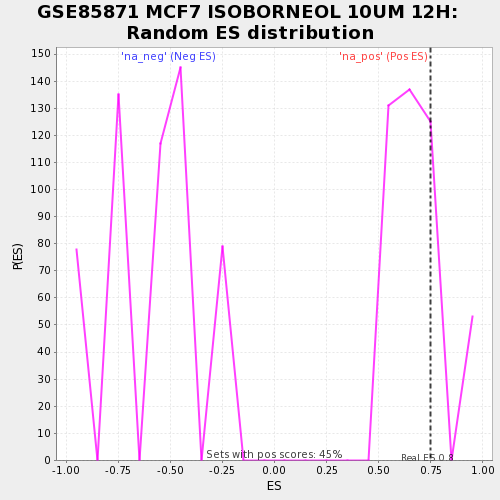 GSE85871 MCF7 ISOBORNEOL 10UM 12H:
Random ES distribution
'na_neg' (Neg ES)
'na_pos' (Pos ES)
150
140
130
120
110
100
90
80
70
60
50
40
30
20
10
0
P(ES)
Sets with pos scores: 45%
Real ES 0.8
-1.00 -0.75 -0.50 -0.25 0.00 0.25 0.50 0.75 1.00
ES